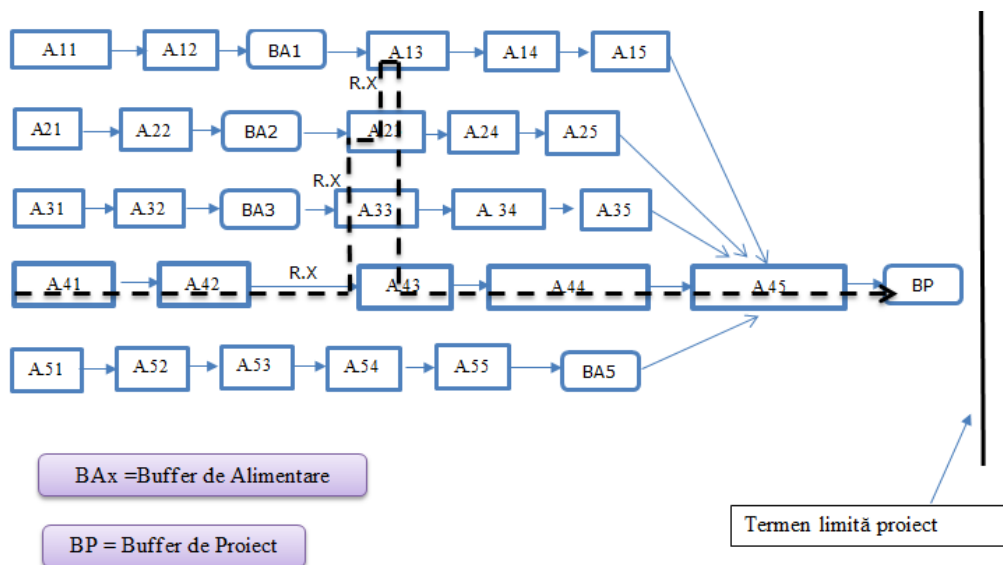 A.11 A.12 BA1 A.13 A.14 A.15
R.X
A21 A.22 BA2 A.23 A.24 A.25
R.X
A.31 A.32 BA3 A.33 A. 34 A.35
R.X
A.41 A.42 A.43 A.44 A.45 BP
A.51 A.52 A.53 A.54 A.55 BA5
BAx =Buffer de Alimentare
Termen limită proiect
BP = Buffer de Proiect